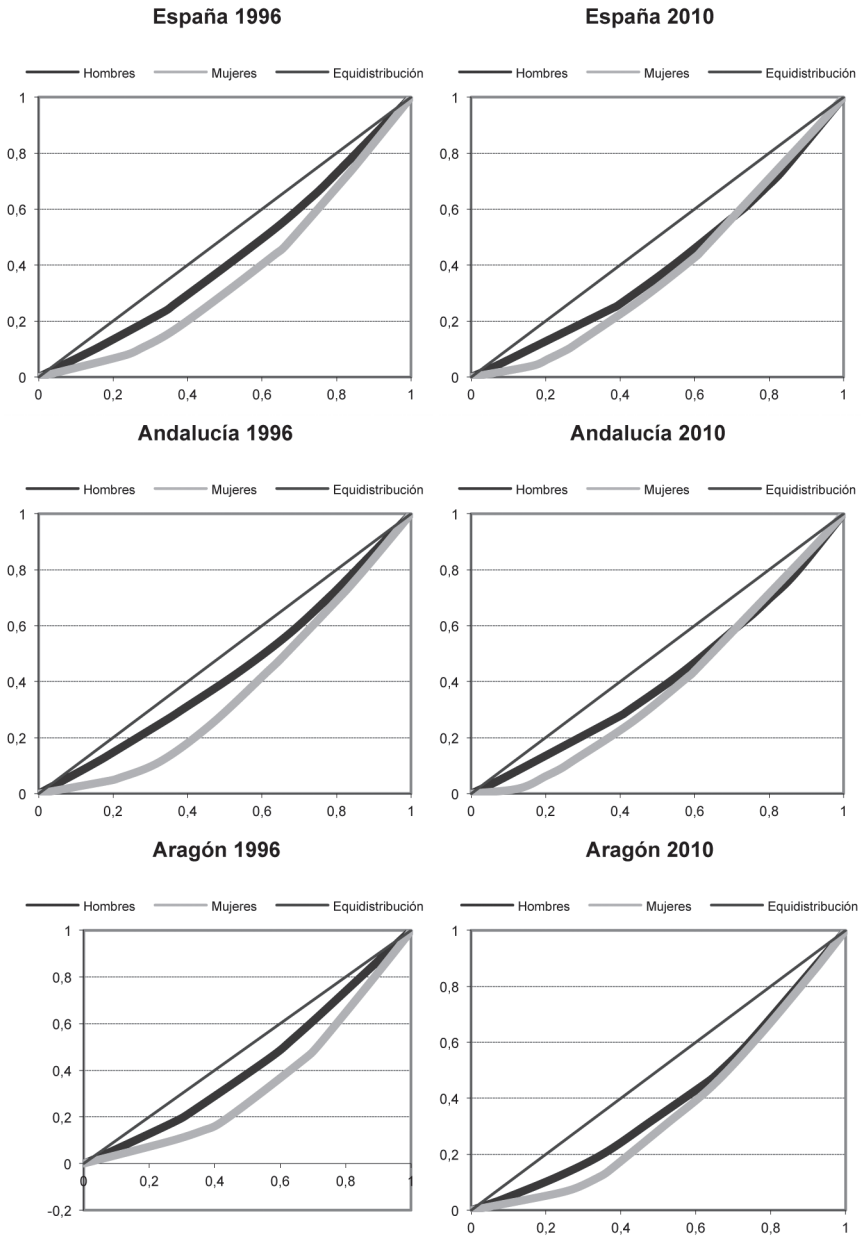 España 1996
Hombres Mujeres Equidistribución
1
0,8
0,6
0,4
0,2
0
0 0,2 0,4 0,6 0,8 1
España 2010
Hombres Mujeres Equidistribución
1
0,8
0,6
0,4
0,2
0
0 0,2 0,4 0,6 0,8 1
Andalucía 1996
Hombres Mujeres Equidistribución
1
0,8
0,6
0,4
0,2
0
0 0,2 0,4 0,6 0,8 1
Andalucía 2010
Hombres Mujeres Equidistribución
1
0,8
0,6
0,4
0,2
0
0 0,2 0,4 0,6 0,8 1
Aragón 1996
Hombres Mujeres Equidistribución
1
0,8
0,6
0,4
0,2
0
-0,2
0 0,2 0,4 0,6 0,8 1
Aragón 2010
Hombres Mujeres Equidistribución
1
0,8
0,6
0,4
0,2
0
0 0,2 0,4 0,6 0,8 1